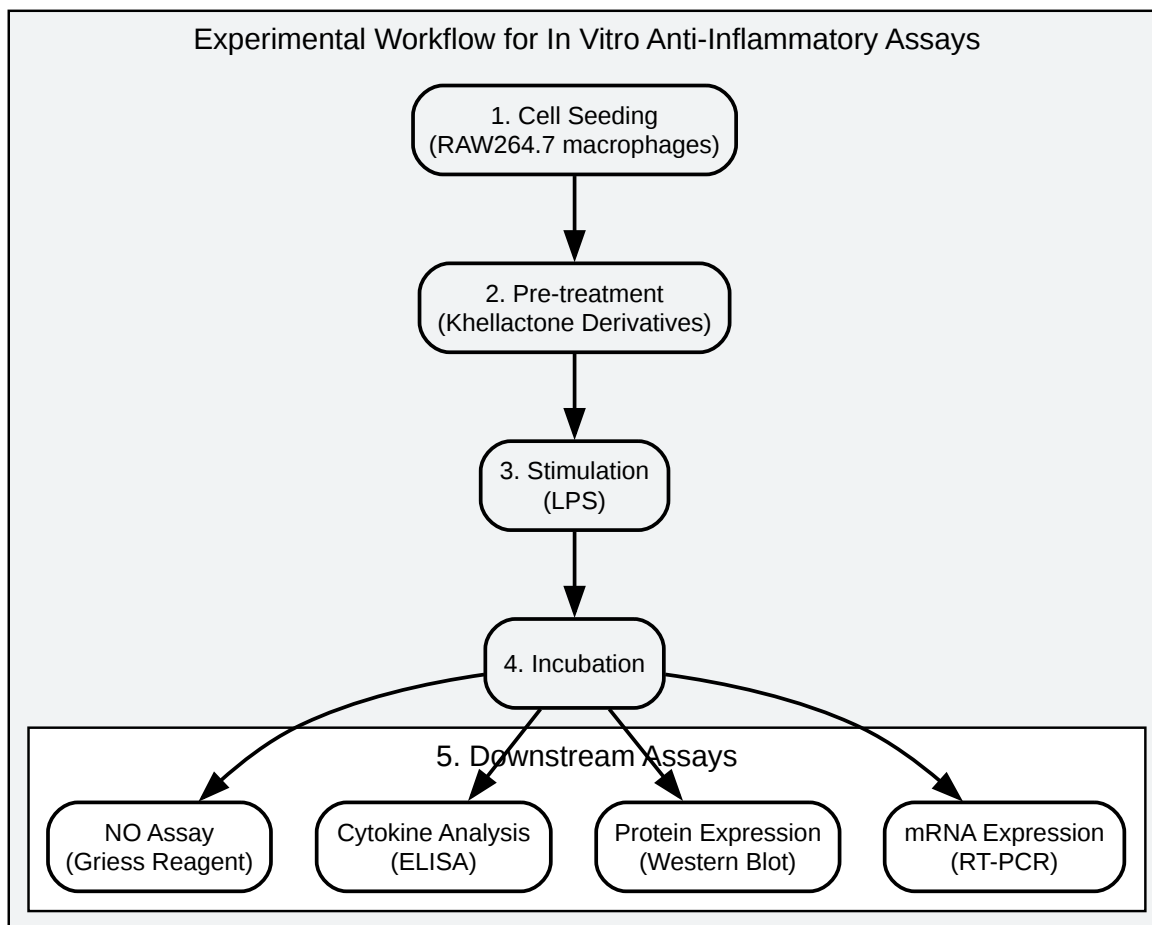 Experimental Workflow for In Vitro Anti-Inflammatory Assays
1. Cell Seeding
(RAW264.7 macrophages)
2. Pre-treatment
(Khellactone Derivatives)
3. Stimulation
(LPS)
4. Incubation
5. Downstream Assays
NO Assay
(Griess Reagent)
Cytokine Analysis
(ELISA)
Protein Expression
(Western Blot)
mRNA Expression
(RT-PCR)